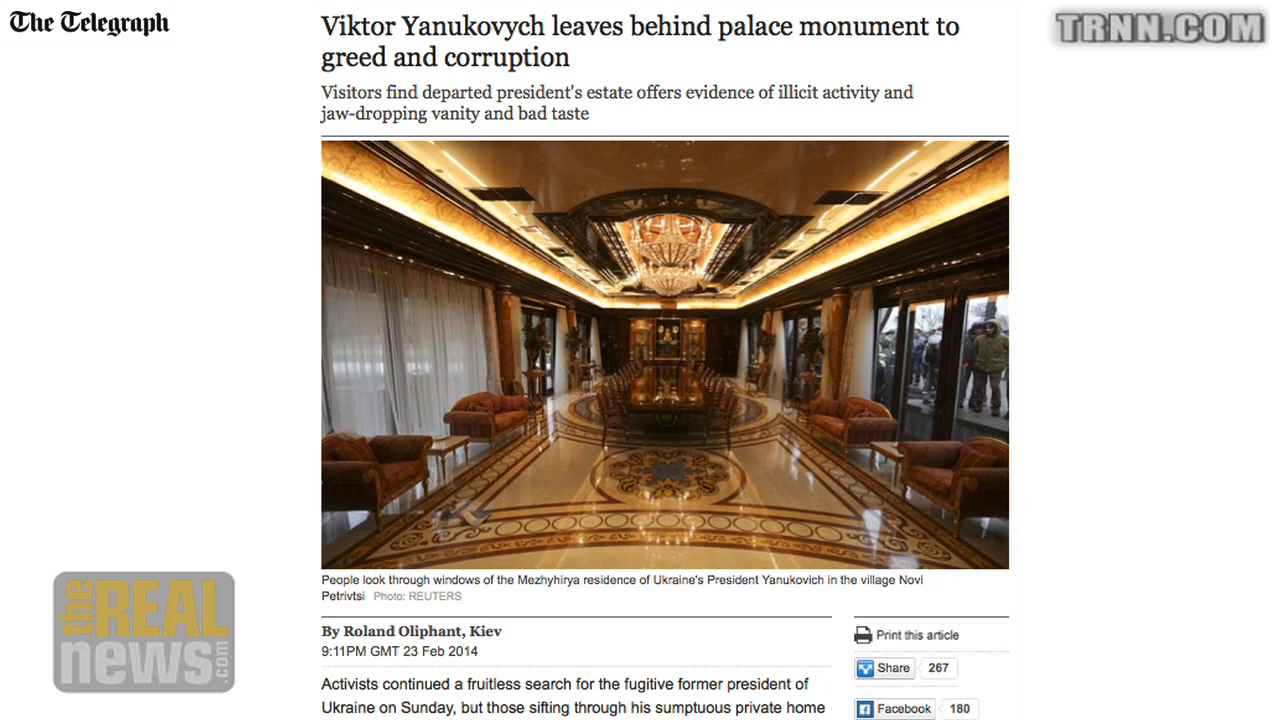 The Telegraph
TRNN.COM
Viktor Yanukovych leaves behind palace monument to
greed and corruption
Visitors find departed president's estate offers evidence of illicit activity and
jaw-dropping vanity and bad taste
People look through windows of the Mezhyhirya residence of Ukraine's President Yanukovich in the village Novi
Petrivtsi Photo: REUTERS
By Roland Oliphant, Kiev
9:11PM GMT 23 Feb 2014
Activists continued a fruitless search for the fugitive former president of
Ukraine on Sunday, but those sifting through his sumptuous private home
Print this article
Share 267
Facebook 180
the REAL
news.com